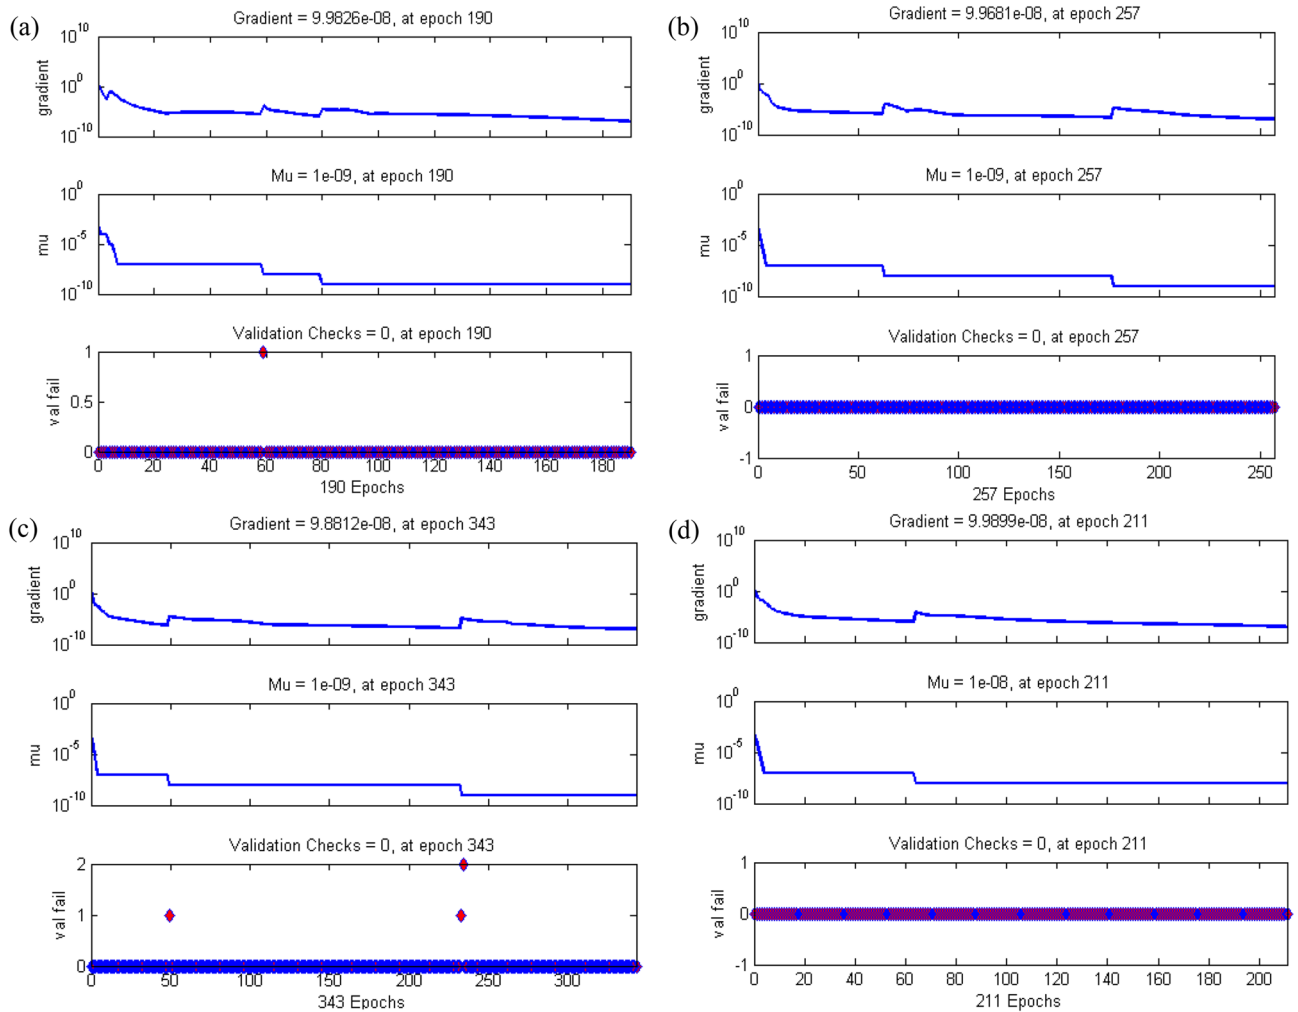 (a)
Gradient = 9.9826e-08, at epoch 190
10^10
10^0
10^-10
gradient
Mu = 1e-09, at epoch 190
10^0
10^-5
10^-10
mu
Validation Checks = 0, at epoch 190
1
0.5
0
val fail
0 20 40 60 80 100 120 140 160 180
190 Epochs
(b)
Gradient = 9.9681e-08, at epoch 257
10^10
10^0
10^-10
gradient
Mu = 1e-09, at epoch 257
10^0
10^-5
10^-10
mu
Validation Checks = 0, at epoch 257
1
0
-1
val fail
0 50 100 150 200 250
257 Epochs
(c)
Gradient = 9.8812e-08, at epoch 343
10^10
10^0
10^-10
gradient
Mu = 1e-09, at epoch 343
10^0
10^-5
10^-10
mu
Validation Checks = 0, at epoch 343
2
1
0
val fail
0 50 100 150 200 250 300
343 Epochs
(d)
Gradient = 9.9899e-08, at epoch 211
10^10
10^0
10^-10
gradient
Mu = 1e-08, at epoch 211
10^0
10^-5
10^-10
mu
Validation Checks = 0, at epoch 211
1
0
-1
val fail
0 20 40 60 80 100 120 140 160 180 200
211 Epochs